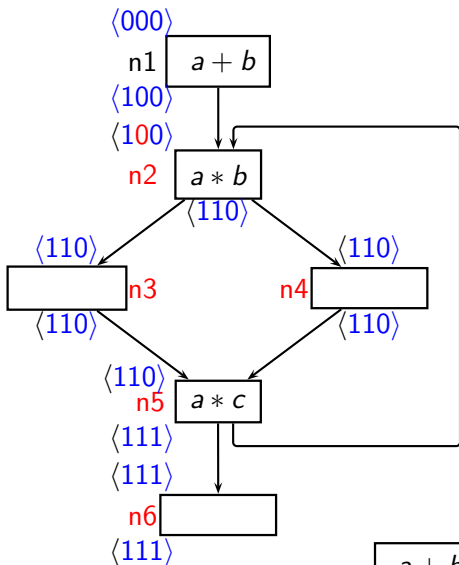 ⟨000⟩
n1 a + b
⟨100⟩
⟨100⟩
n2 a ∗ b
⟨110⟩
⟨110⟩ ⟨110⟩
n3 n4
⟨110⟩ ⟨110⟩
⟨110⟩
n5 a ∗ c
⟨111⟩
⟨111⟩
n6
⟨111⟩
a + b